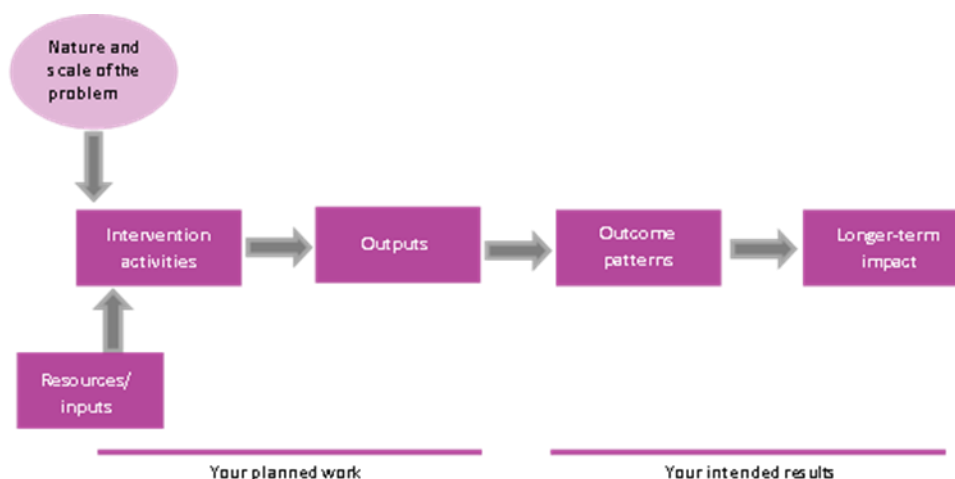 Nature and
scale of the
problem
Intervention
activities
Outputs
Outcome
patterns
Longer-term
impact
Resources/
inputs
Your planned work
Your intended results